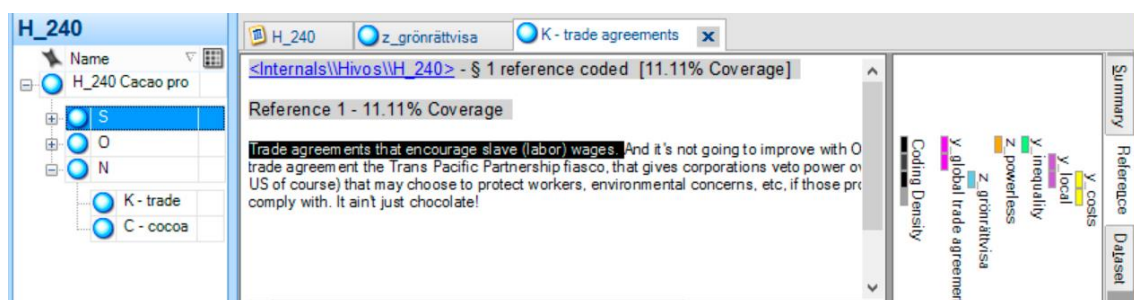 H_240
Name
H_240 Cacao pro
S
O
N
K - trade
C - cocoa
H_240
z_grönrättvisa
K - trade agreements
x
<Internals\\Hivos\\H_240> - § 1 reference coded [11.11% Coverage]
Reference 1 - 11.11% Coverage
Trade agreements that encourage slave (labor) wages. And it's not going to improve with O
trade agreement the Trans Pacific Partnership fiasco, that gives corporations veto power o
US of course) that may choose to protect workers, environmental concerns, etc, if those pro
comply with. It ain't just chocolate!
Coding Density
y_global trade agreemer
z_grönrättvisa
z_powerless
y_inequality
y_local
y_costs
Summary
Reference
Dataset